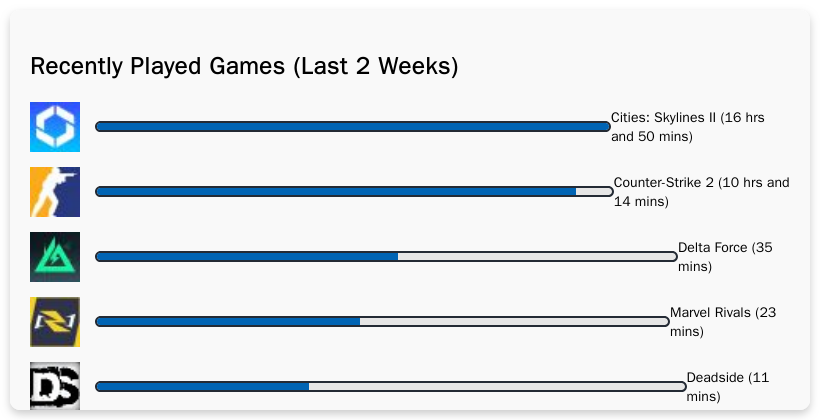 Recently Played Games (Last 2 Weeks)
Cities: Skylines II (16 hrs
and 50 mins)
Counter-Strike 2 (10 hrs and
14 mins)
Delta Force (35
mins)
Marvel Rivals (23
mins)
DS
Deadside (11
mins)